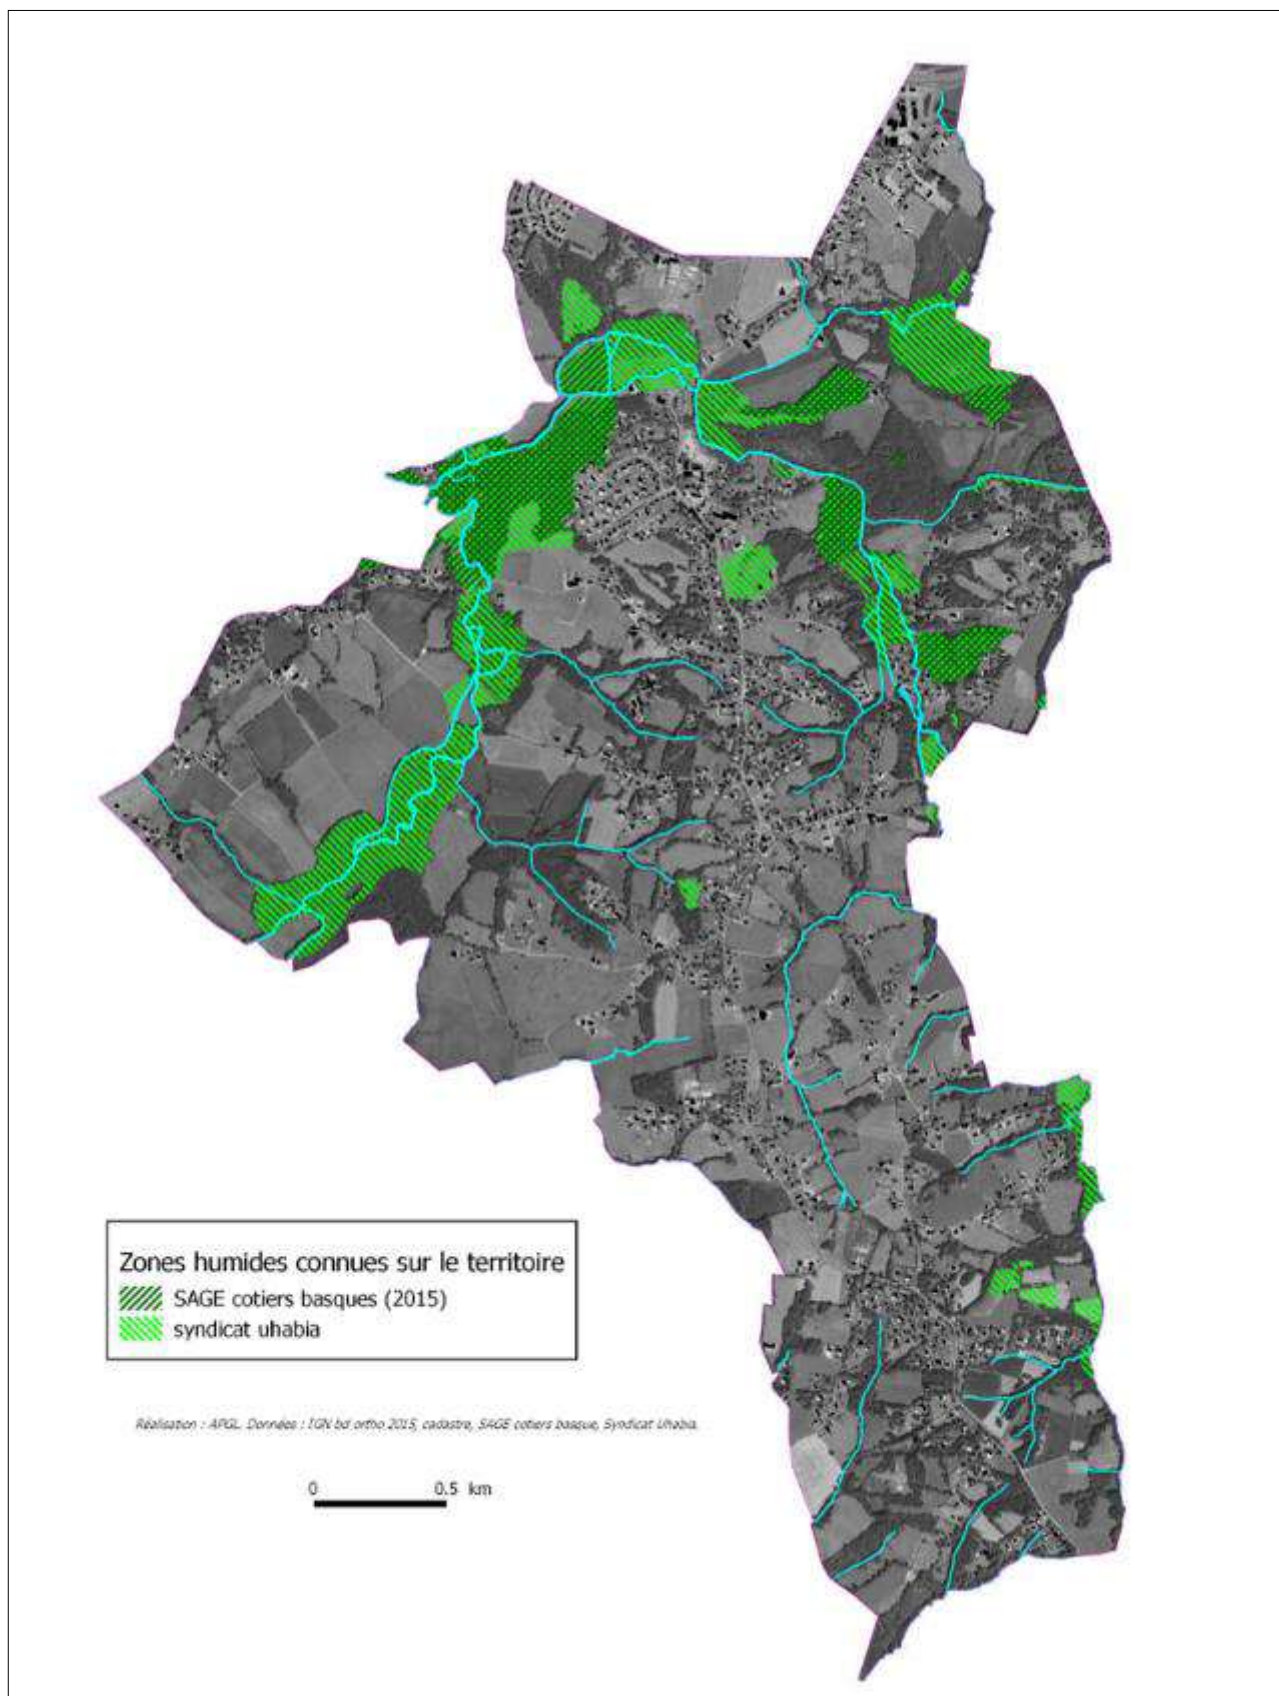 Zones humides connues sur le territoire
SAGE cotiers basques (2015)
syndicat uhabia
Réalisation : APGL. Données : IGN bd ortho 2015, cadastre, SAGE cotiers basque, Syndicat Uhabia.
0 0.5 km